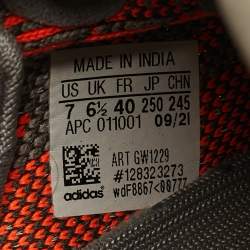 MADE IN INDIA
US UK FR JP CHN
7 6½ 40 250 245
APC 011001 09/21
ART GW1229
#128323273
adidas® wdF8867<00777